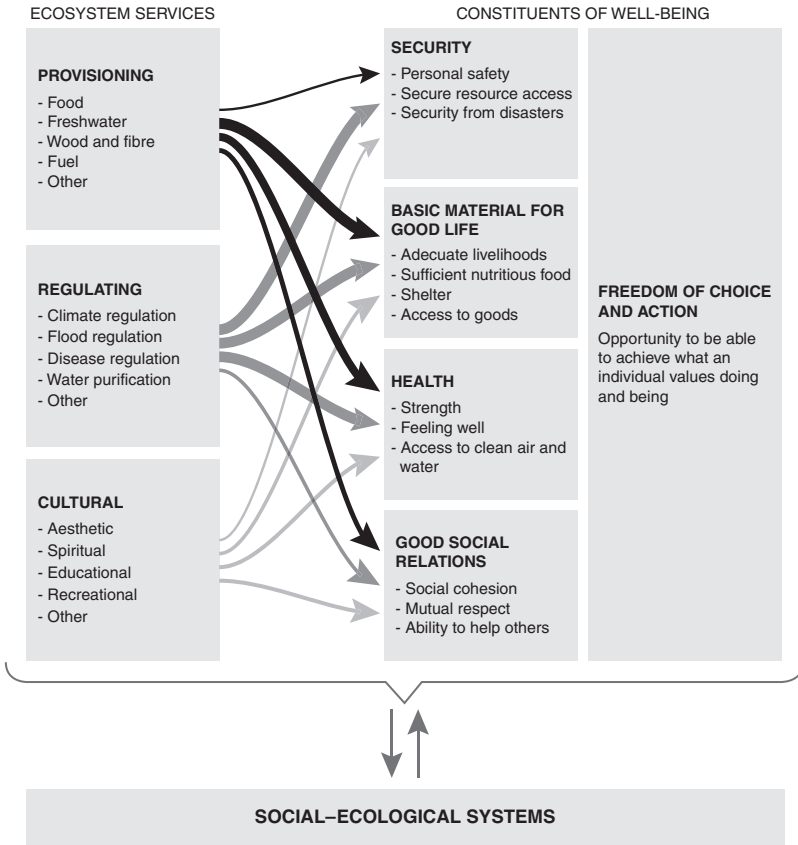 ECOSYSTEM SERVICES
CONSTITUENTS OF WELL-BEING
PROVISIONING
- Food
- Freshwater
- Wood and fibre
- Fuel
- Other
REGULATING
- Climate regulation
- Flood regulation
- Disease regulation
- Water purification
- Other
CULTURAL
- Aesthetic
- Spiritual
- Educational
- Recreational
- Other
SECURITY
- Personal safety
- Secure resource access
- Security from disasters
BASIC MATERIAL FOR
GOOD LIFE
- Adequate livelihoods
- Sufficient nutritious food
- Shelter
- Access to goods
HEALTH
- Strength
- Feeling well
- Access to clean air and
water
GOOD SOCIAL
RELATIONS
- Social cohesion
- Mutual respect
- Ability to help others
FREEDOM OF CHOICE
AND ACTION
Opportunity to be able
to achieve what an
individual values doing
and being
SOCIAL–ECOLOGICAL SYSTEMS